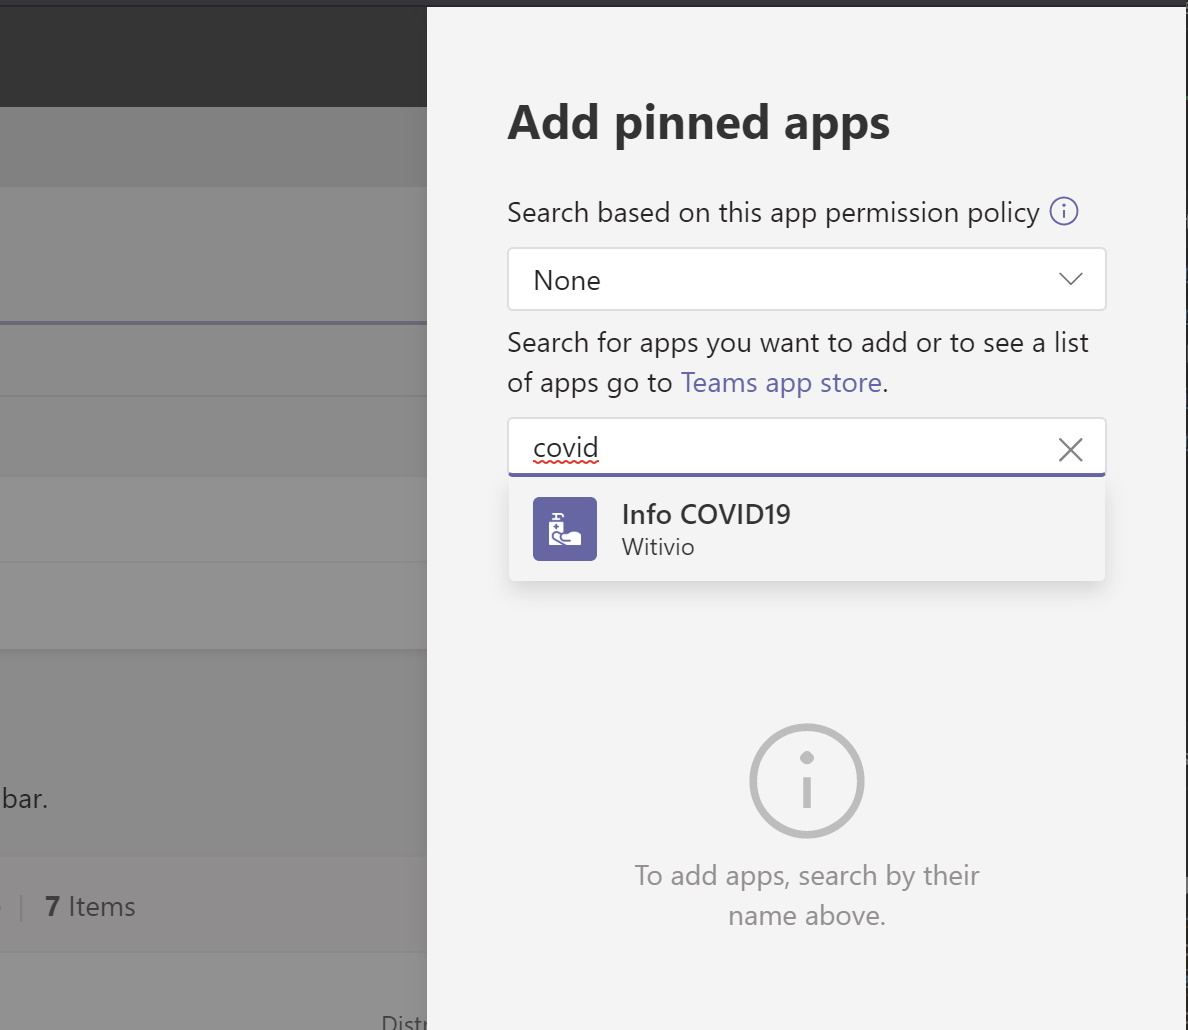 Add pinned apps
Search based on this app permission policy
None
Search for apps you want to add or to see a list
of apps go to Teams app store.
covid
Info COVID19
Witivio
To add apps, search by their
name above.
bar.
7 Items